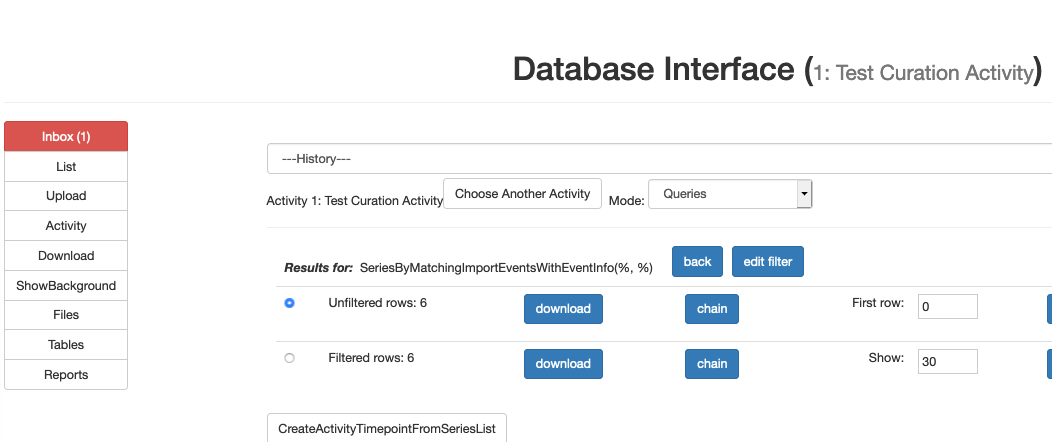 Database Interface (1: Test Curation Activity)
Inbox (1)
List
Upload
Activity
Download
ShowBackground
Files
Tables
Reports
---History---
Activity 1: Test Curation Activity Choose Another Activity Mode: Queries
Results for: SeriesByMatchingImportEventsWithEventInfo(%, %) back edit filter
Unfiltered rows: 6 download chain First row: 0
Filtered rows: 6 download chain Show: 30
CreateActivityTimepointFromSeriesList